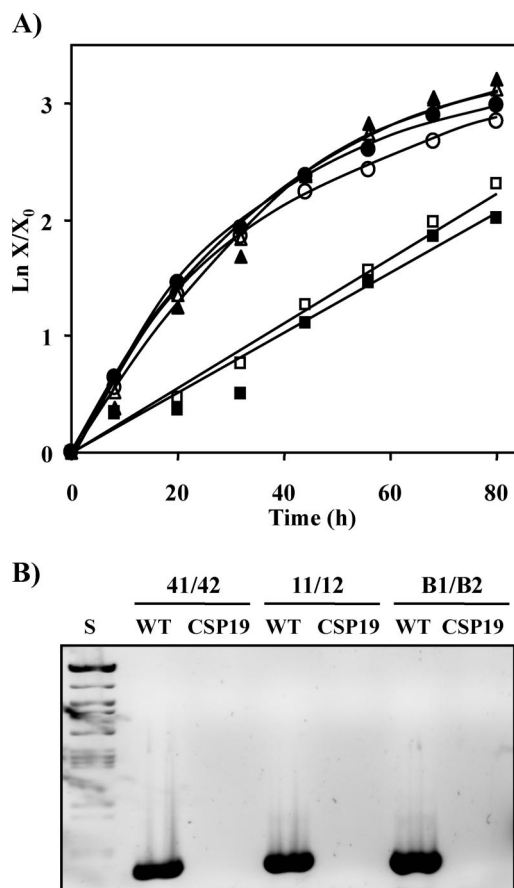 A)
Ln X/X0
3
2
1
0
0 20 40 60 80
Time (h)
B)
41/42 11/12 B1/B2
S WT CSP19 WT CSP19 WT CSP19